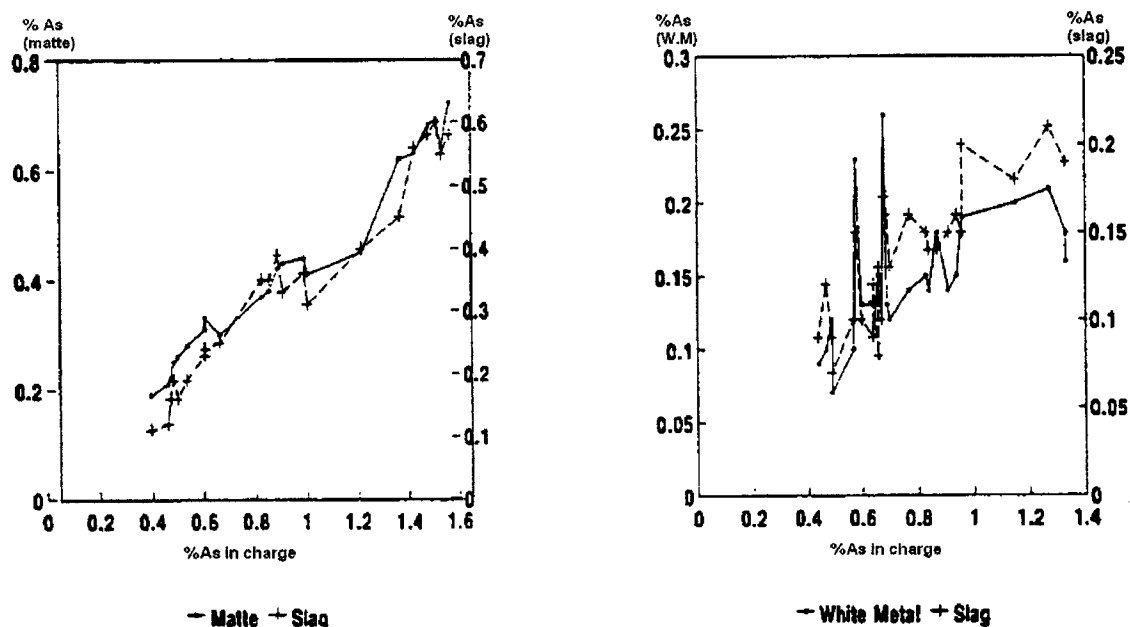 % As
(matte)
%As
(slag)
0.8
0.6
0.4
0.2
0
0.7
0.6
0.5
0.4
0.3
0.2
0.1
0
0 0.2 0.4 0.6 0.8 1 1.2 1.4 1.6
%As in charge
Matte Slag
%As
(W.M)
%As
(slag)
0.3
0.25
0.2
0.15
0.1
0.05
0
0.25
0.2
0.15
0.1
0.05
0
0 0.2 0.4 0.6 0.8 1 1.2 1.4
%As in charge
White Metal Slag